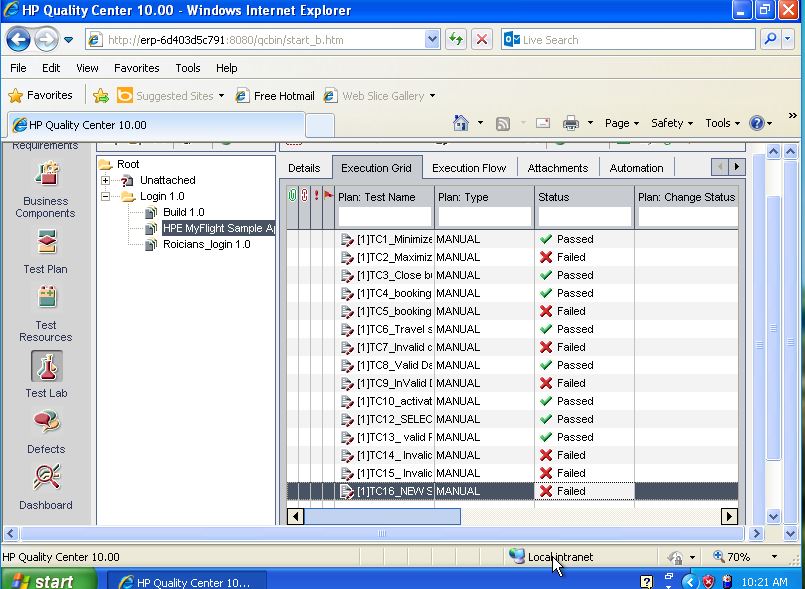 HP Quality Center 10.00 - Windows Internet Explorer
http://erp-6d403d5c791:8080/qcbin/start_b.htm
Live Search
File Edit View Favorites Tools Help
Favorites Suggested Sites Free Hotmail Web Slice Gallery
HP Quality Center 10.00
Page Safety Tools
Requirements
Business
Components
Test Plan
Test
Resources
Test Lab
Defects
Dashboard
Root
Unattached
Login 1.0
Build 1.0
HPE MyFlight Sample Ap
Roicians_login 1.0
Details Execution Grid Execution Flow Attachments Automation
Plan: Test Name Plan: Type Status Plan: Change Status
[1]TC1_Minimize MANUAL Passed
[1]TC2_Maximiz MANUAL Failed
[1]TC3_Close bu MANUAL Passed
[1]TC4_booking MANUAL Passed
[1]TC5_booking MANUAL Failed
[1]TC6_Travel s MANUAL Passed
[1]TC7_Invalid c MANUAL Failed
[1]TC8_Valid Da MANUAL Passed
[1]TC9_InValid D MANUAL Failed
[1]TC10_activat MANUAL Passed
[1]TC12_SELEC MANUAL Passed
[1]TC13_ valid F MANUAL Passed
[1]TC14_ Invalic MANUAL Failed
[1]TC15_ Invalic MANUAL Failed
[1]TC16_NEW S MANUAL Failed
HP Quality Center 10.00
Local intranet
70%
start
HP Quality Center 10...
10:21 AM